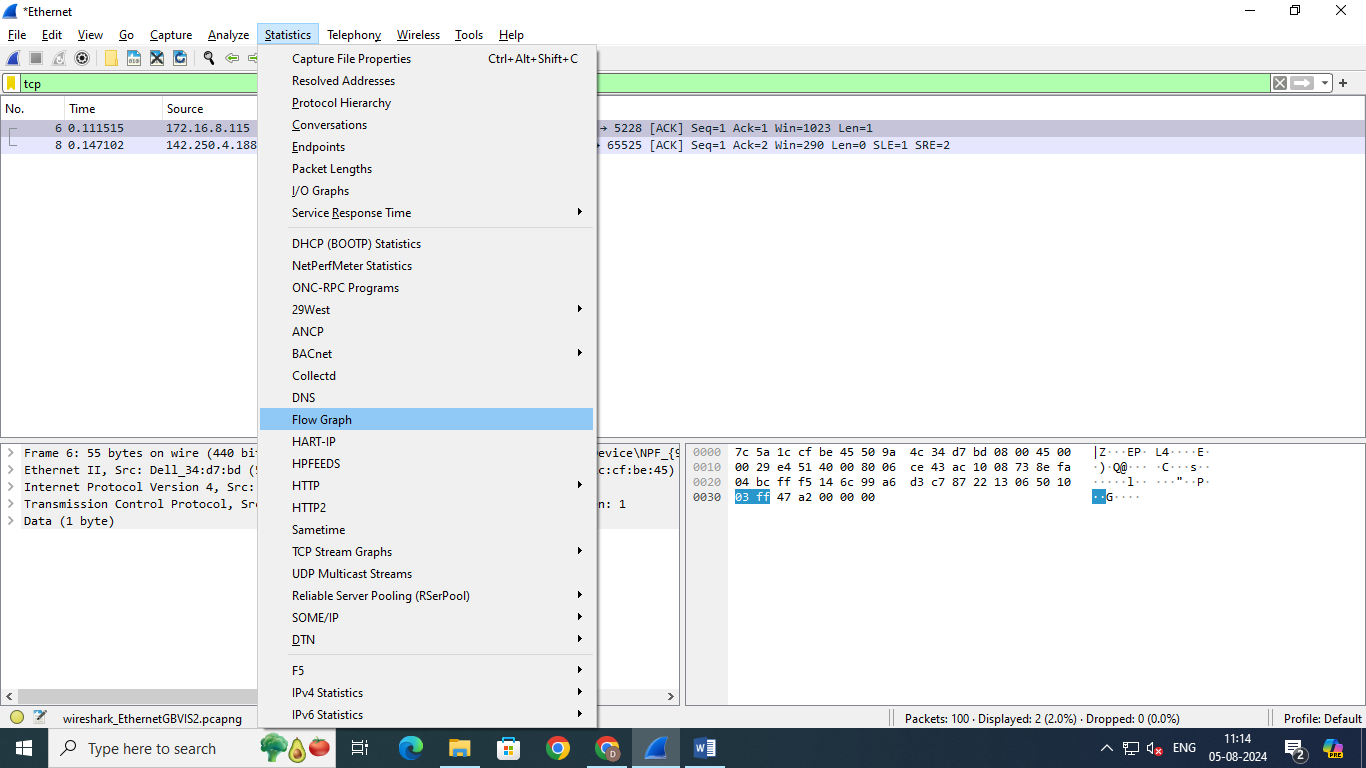 *Ethernet
File Edit View Go Capture Analyze Statistics Telephony Wireless Tools Help
tcp
No. Time Source
6 0.111515 172.16.8.115 → 5228 [ACK] Seq=1 Ack=1 Win=1023 Len=1
8 0.147102 142.250.4.188 → 65525 [ACK] Seq=1 Ack=2 Win=290 Len=0 SLE=1 SRE=2
Capture File Properties Ctrl+Alt+Shift+C
Resolved Addresses
Protocol Hierarchy
Conversations
Endpoints
Packet Lengths
I/O Graphs
Service Response Time
DHCP (BOOTP) Statistics
NetPerfMeter Statistics
ONC-RPC Programs
29West
ANCP
BACnet
Collectd
DNS
Flow Graph
HART-IP
HPFEEDS
HTTP
HTTP2
Sametime
TCP Stream Graphs
UDP Multicast Streams
Reliable Server Pooling (RSerPool)
SOME/IP
DTN
F5
IPv4 Statistics
IPv6 Statistics
Frame 6: 55 bytes on wire (440 bi evice\NPF_{9
Ethernet II, Src: Dell_34:d7:bd (5 c:cf:be:45)
Internet Protocol Version 4, Src:
Transmission Control Protocol, Src n: 1
Data (1 byte)
0000 7c 5a 1c cf be 45 50 9a 4c 34 d7 bd 08 00 45 00 |Z···EP· L4····E·
0010 00 29 e4 51 40 00 80 06 ce 43 ac 10 08 73 8e fa ·)·Q@··· ·C···s··
0020 04 bc ff f5 14 6c 99 a6 d3 c7 87 22 13 06 50 10 ·····l·· ···"··P·
0030 03 ff 47 a2 00 00 00 ··G····
wireshark_EthernetGBVIS2.pcapng
Packets: 100 · Displayed: 2 (2.0%) · Dropped: 0 (0.0%)
Profile: Default
Type here to search
ENG
11:14
05-08-2024
2
PRE